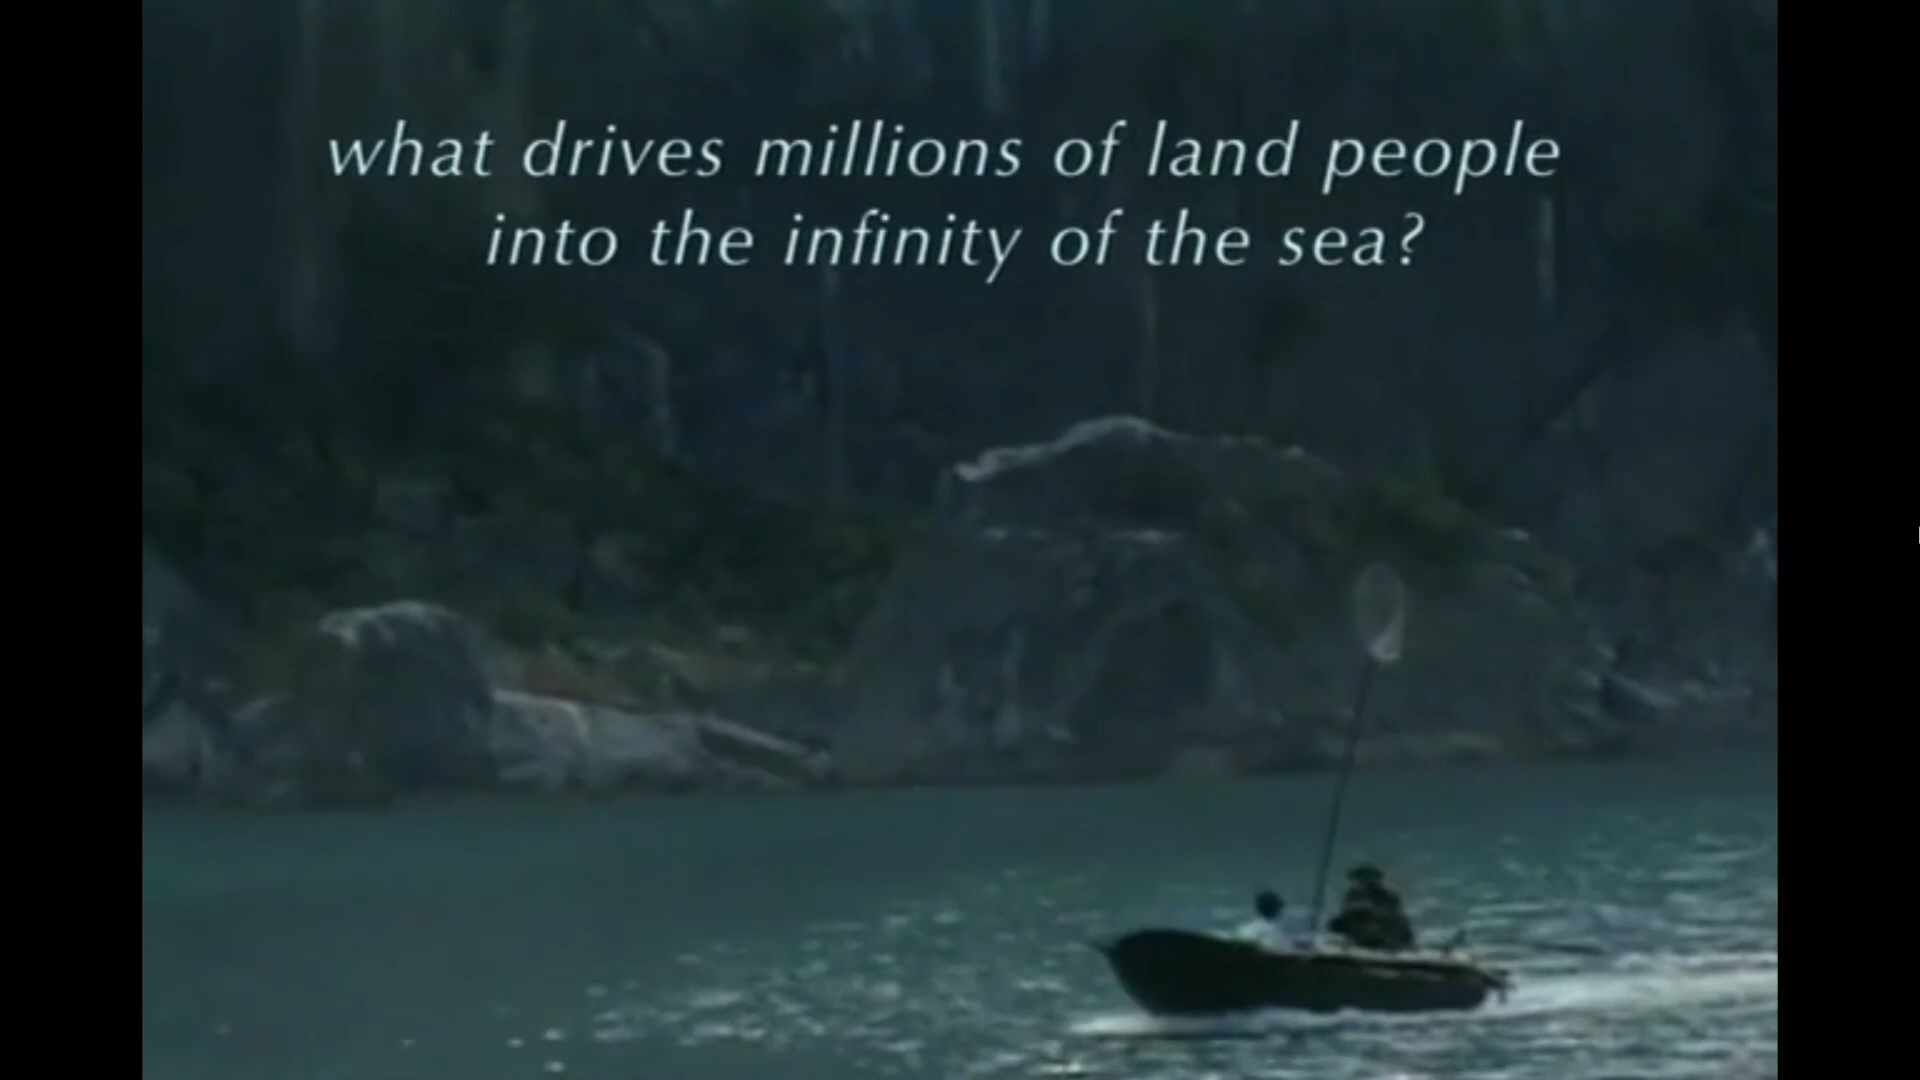 what drives millions of land people
into the infinity of the sea?